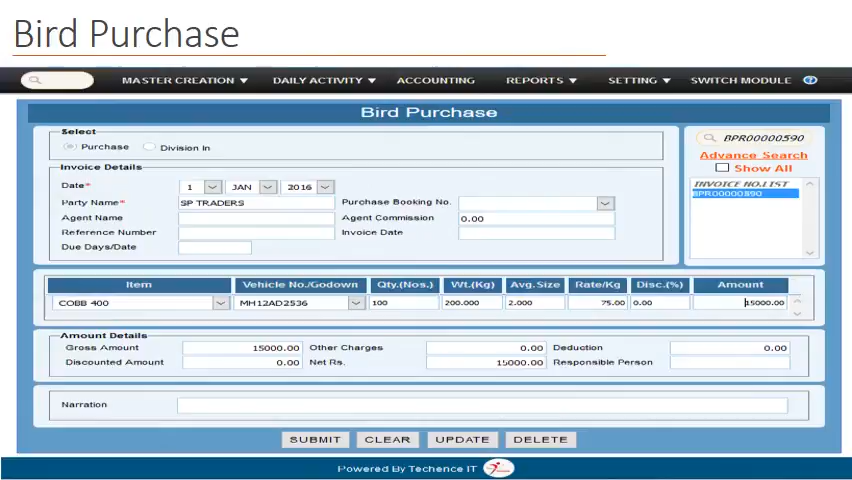 Bird Purchase
MASTER CREATION DAILY ACTIVITY ACCOUNTING REPORTS SETTING SWITCH MODULE
Bird Purchase
Select
Purchase Division In
BPR00000590
Advance Search
Show All
INVOICE NO.LIST
BPR00000590
Invoice Details
Date* 1 JAN 2016
Party Name* SP TRADERS Purchase Booking No.
Agent Name Agent Commission 0.00
Reference Number Invoice Date
Due Days/Date
Item Vehicle No./Godown Qty.(Nos.) Wt.(Kg) Avg.Size Rate/Kg Disc.(%) Amount
COBB 400 MH12AD2536 100 200.000 2.000 75.00 0.00 15000.00
Amount Details
Gross Amount 15000.00 Other Charges 0.00 Deduction 0.00
Discounted Amount 0.00 Net Rs. 15000.00 Responsible Person
Narration
SUBMIT CLEAR UPDATE DELETE
Powered By Techence IT